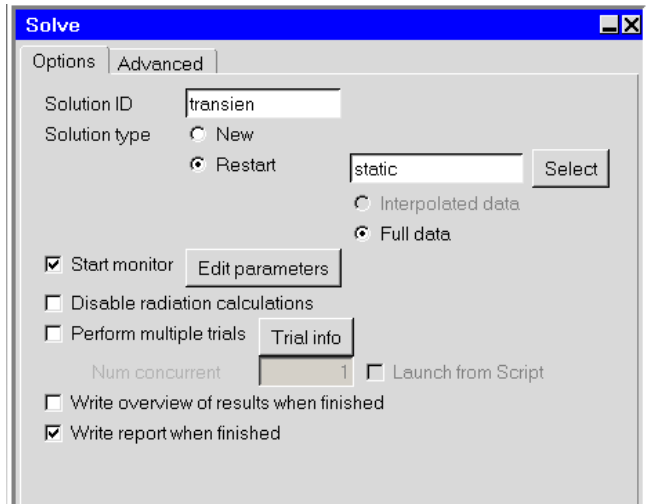 Solve
Options Advanced
Solution ID transien
Solution type New
Restart static Select
Interpolated data
Full data
Start monitor Edit parameters
Disable radiation calculations
Perform multiple trials Trial info
Num concurrent 1 Launch from Script
Write overview of results when finished
Write report when finished